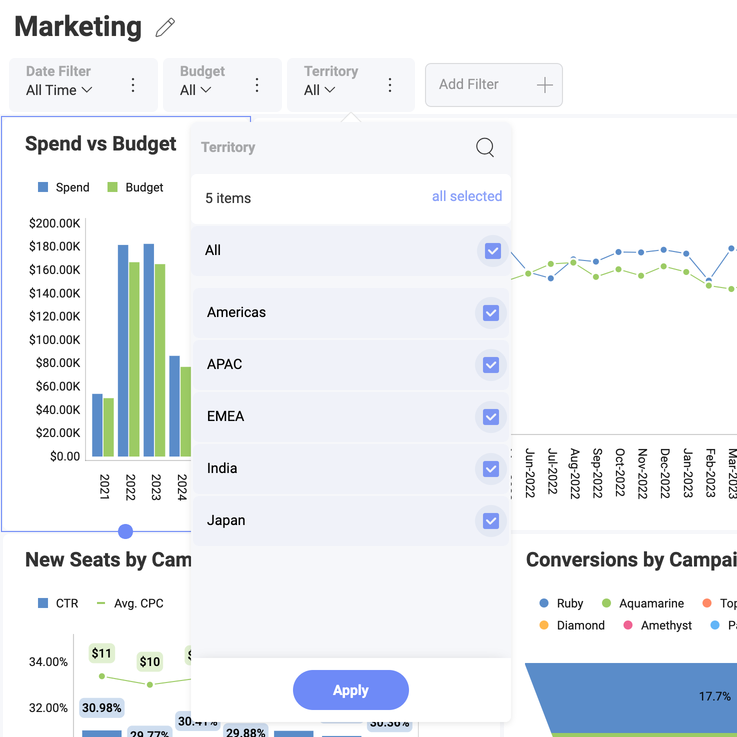 Marketing
Date Filter
All Time
Budget
All
Territory
All
Add Filter
Spend vs Budget
Spend
Budget
$200.00K
$180.00K
$160.00K
$140.00K
$120.00K
$100.00K
$80.00K
$60.00K
$40.00K
$20.00K
$0.00
2021
2022
2023
2024
Territory
5 items
all selected
All
Americas
APAC
EMEA
India
Japan
Apply
Jun-2022
Jul-2022
Aug-2022
Sep-2022
Oct-2022
Nov-2022
Dec-2022
Jan-2023
Feb-2023
Mar-2023
New Seats by Cam
CTR
Avg. CPC
34.00%
32.00%
$11
$10
30.98%
29.77%
30.41%
29.88%
30.36%
Conversions by Campai
Ruby
Aquamarine
Top
Diamond
Amethyst
17.7%